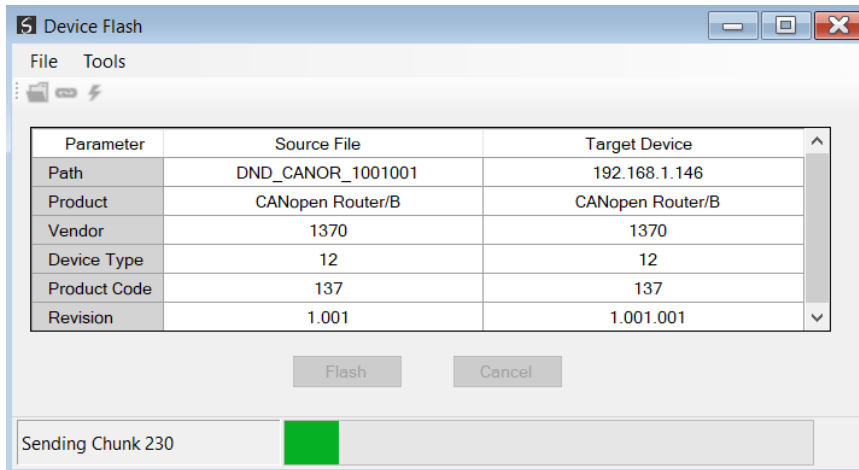 Device Flash
File Tools
Parameter Source File Target Device
Path DND_CANOR_1001001 192.168.1.146
Product CANopen Router/B CANopen Router/B
Vendor 1370 1370
Device Type 12 12
Product Code 137 137
Revision 1.001 1.001.001
Flash Cancel
Sending Chunk 230